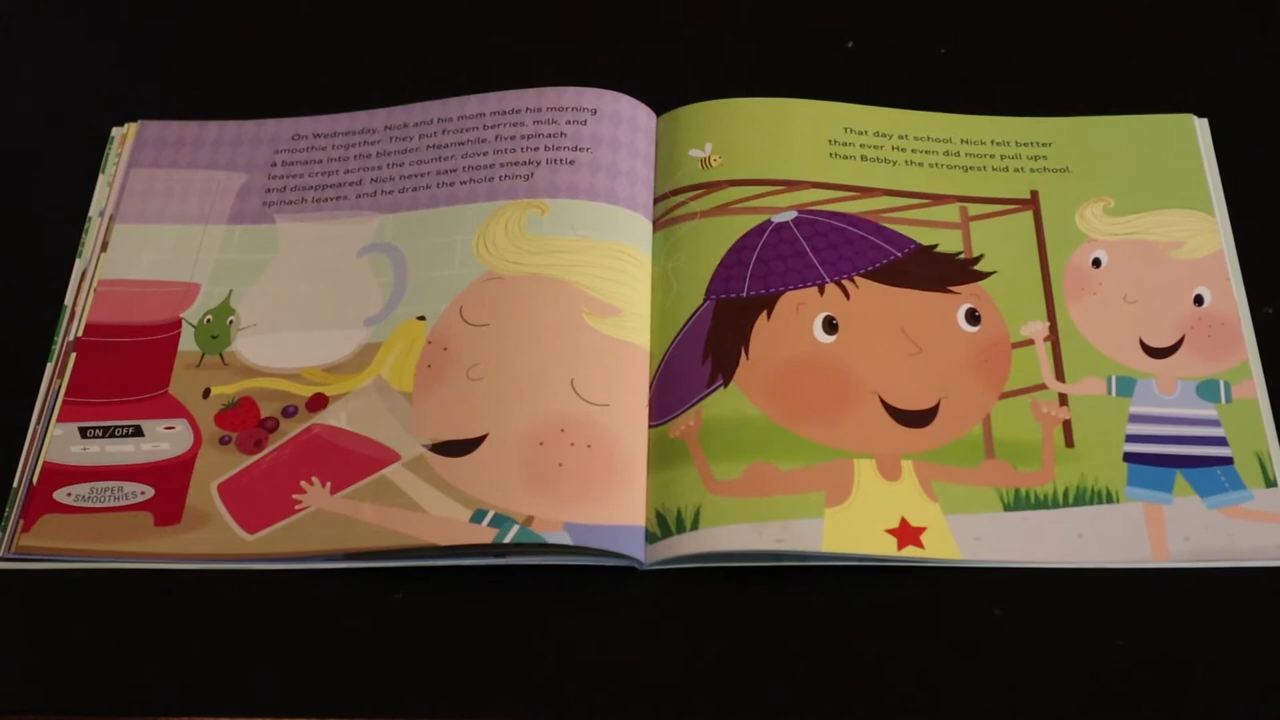 On Wednesday, Nick and his mom made his morning
smoothie together. They put frozen berries, milk, and
a banana into the blender. Meanwhile, five spinach
leaves crept across the counter, dove into the blender,
and disappeared. Nick never saw those sneaky little
spinach leaves, and he drank the whole thing!
ON/OFF
+ -
SUPER
SMOOTHIES
That day at school, Nick felt better
than ever. He even did more pull ups
than Bobby, the strongest kid at school.